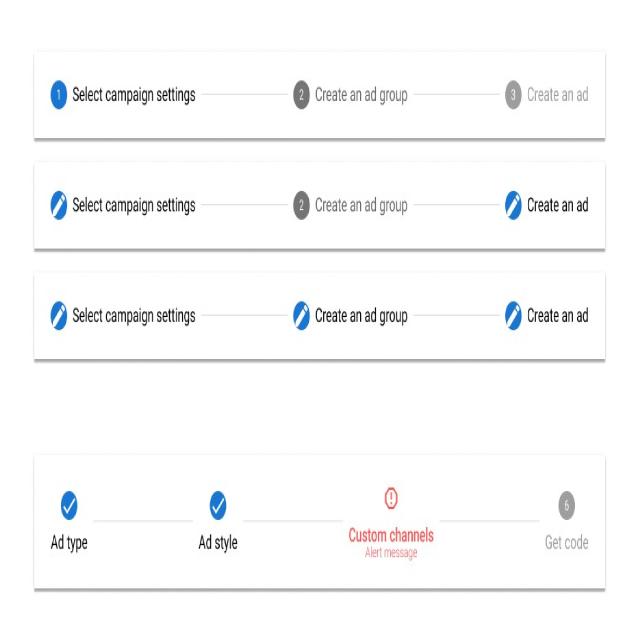 1 Select campaign settings 2 Create an ad group 3 Create an ad
Select campaign settings 2 Create an ad group Create an ad
Select campaign settings Create an ad group Create an ad
6
Ad type Ad style Custom channels Get code
Alert message